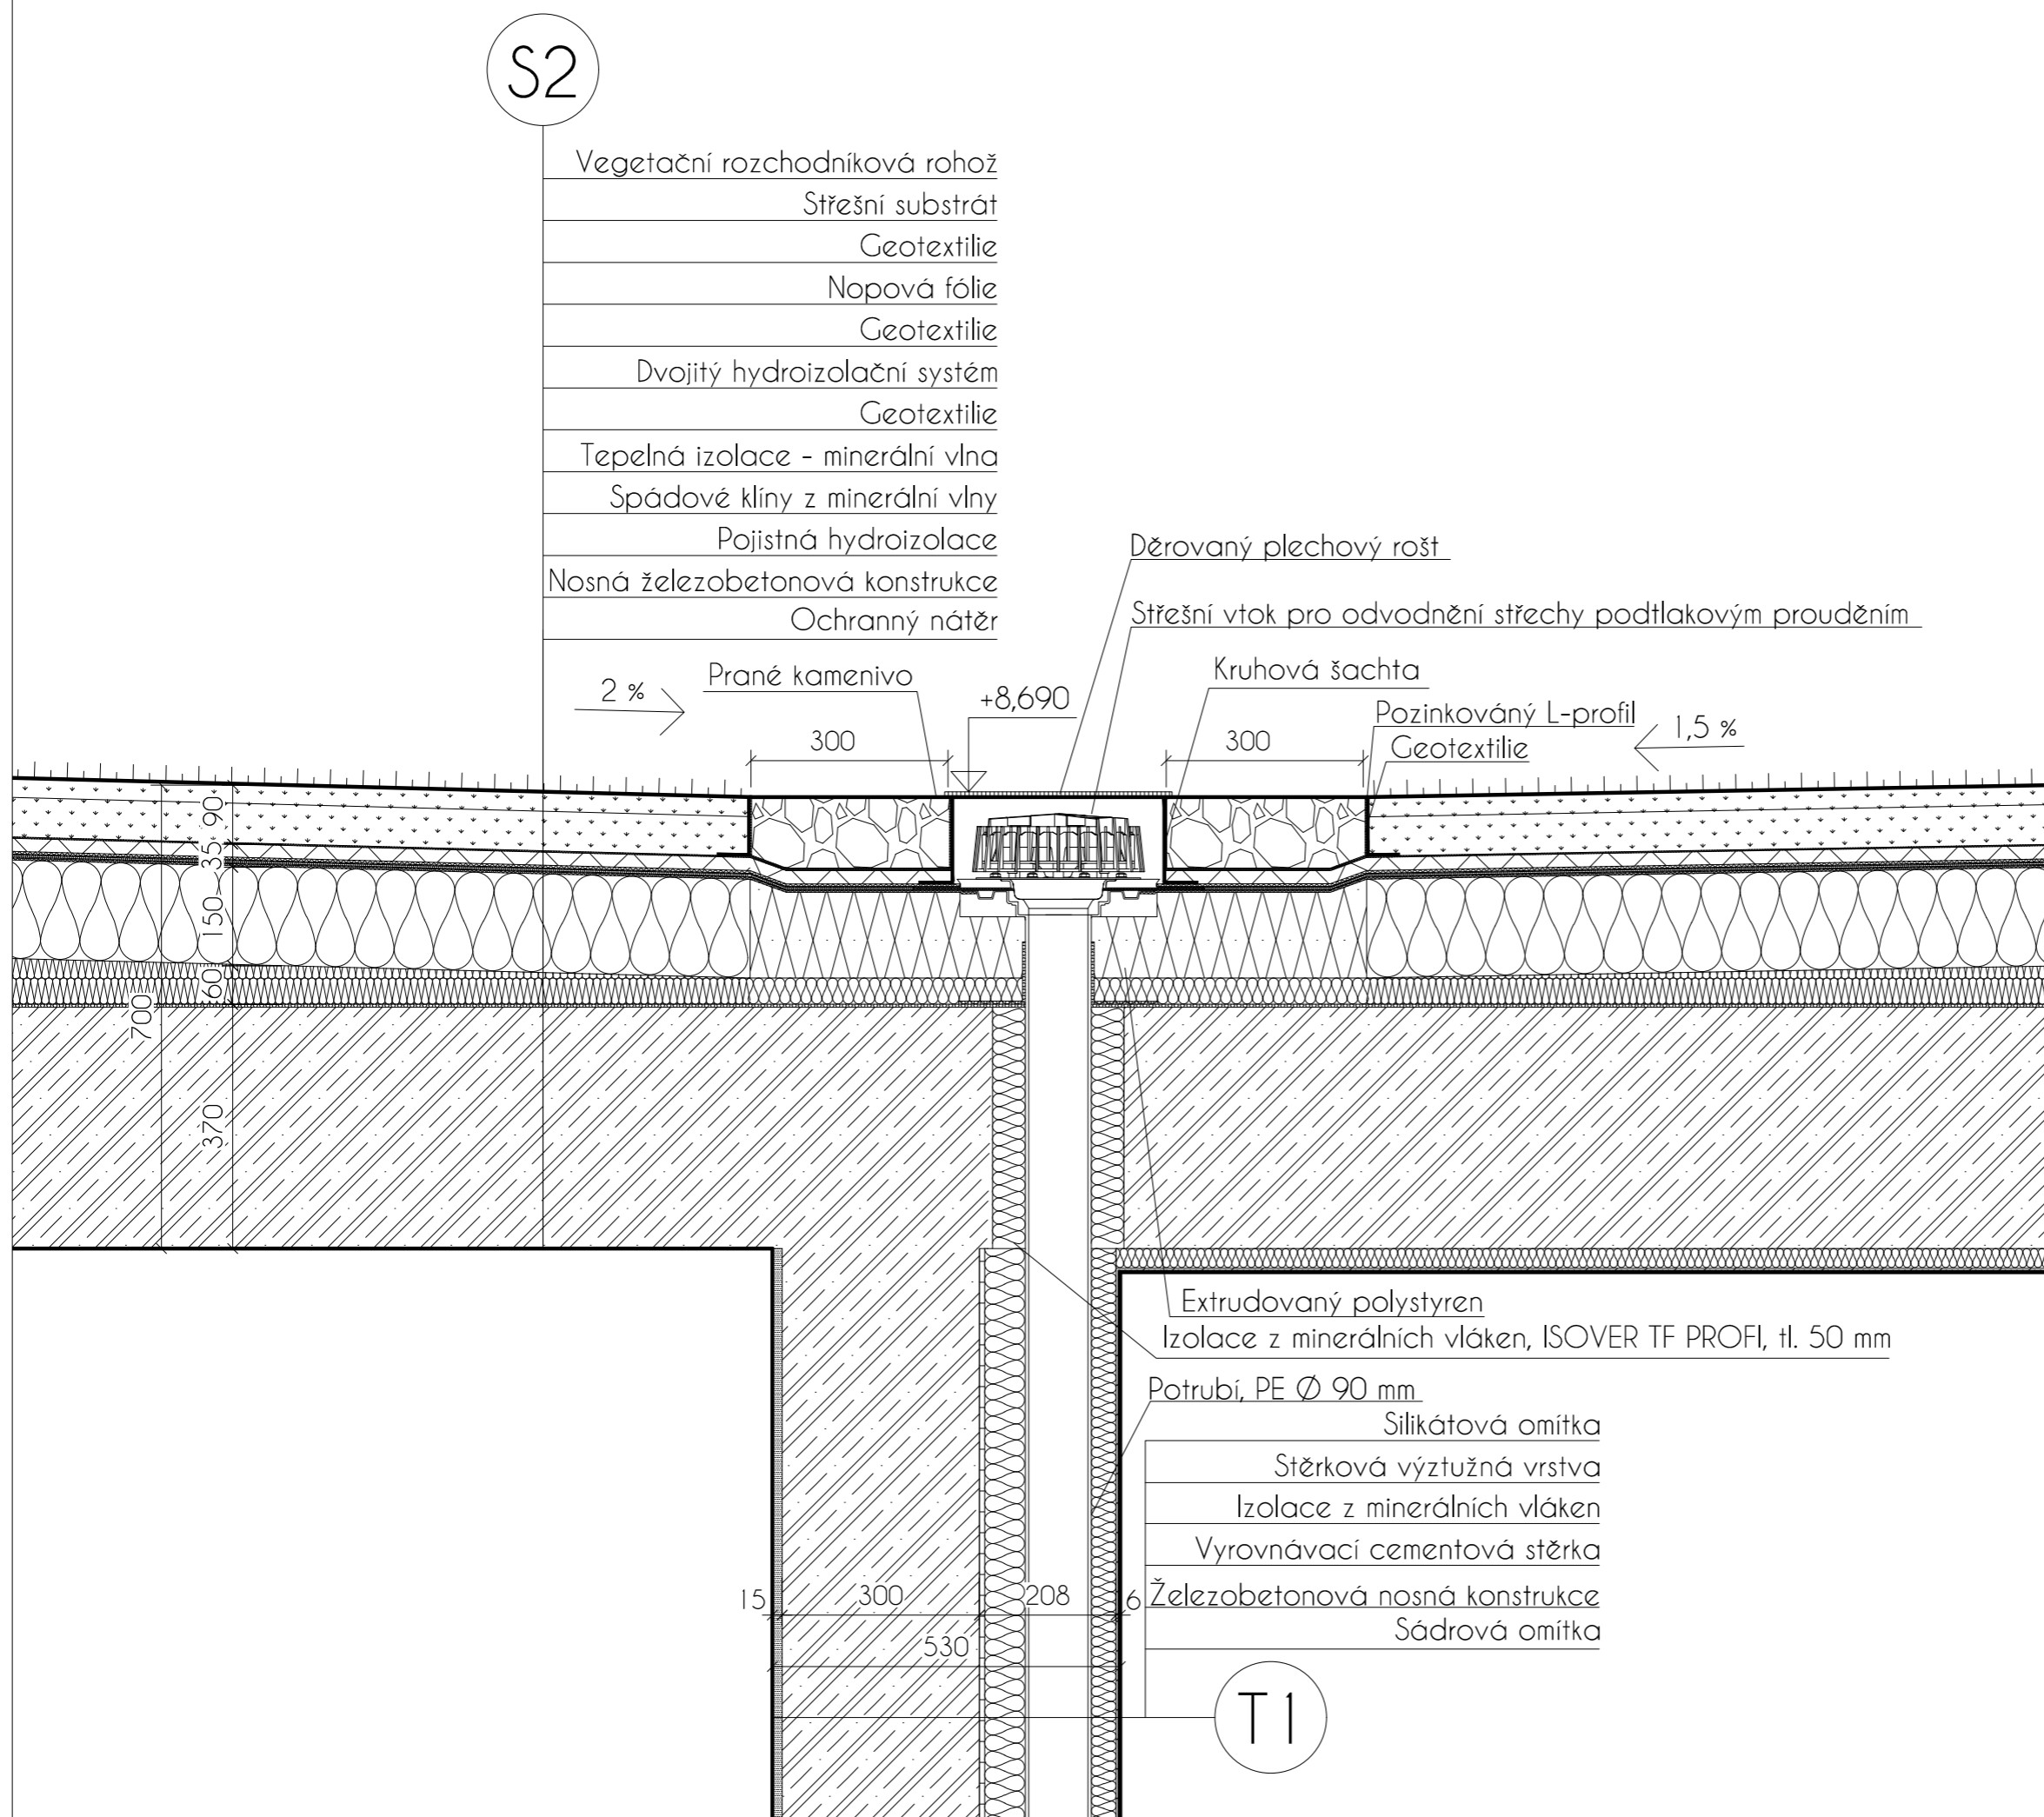 S2
Vegetační rozchodníková rohož
Střešní substrát
Geotextilie
Nopová fólie
Geotextilie
Dvojitý hydroizolační systém
Geotextilie
Tepelná izolace - minerální vlna
Spádové klíny z minerální vlny
Pojistná hydroizolace
Nosná železobetonová konstrukce
Ochranný nátěr
Děrovaný plechový rošt
Střešní vtok pro odvodnění střechy podtlakovým prouděním
Prané kamenivo
Kruhová šachta
2 %
+8,690
Pozinkováný L-profil
1,5 %
300
300
Geotextilie
90
35
150
60
700
370
Extrudovaný polystyren
Izolace z minerálních vláken, ISOVER TF PROFI, tl. 50 mm
Potrubí, PE Ø 90 mm
Silikátová omítka
Stěrková výztužná vrstva
Izolace z minerálních vláken
Vyrovnávací cementová stěrka
Železobetonová nosná konstrukce
Sádrová omítka
15
300
208
6
530
T1